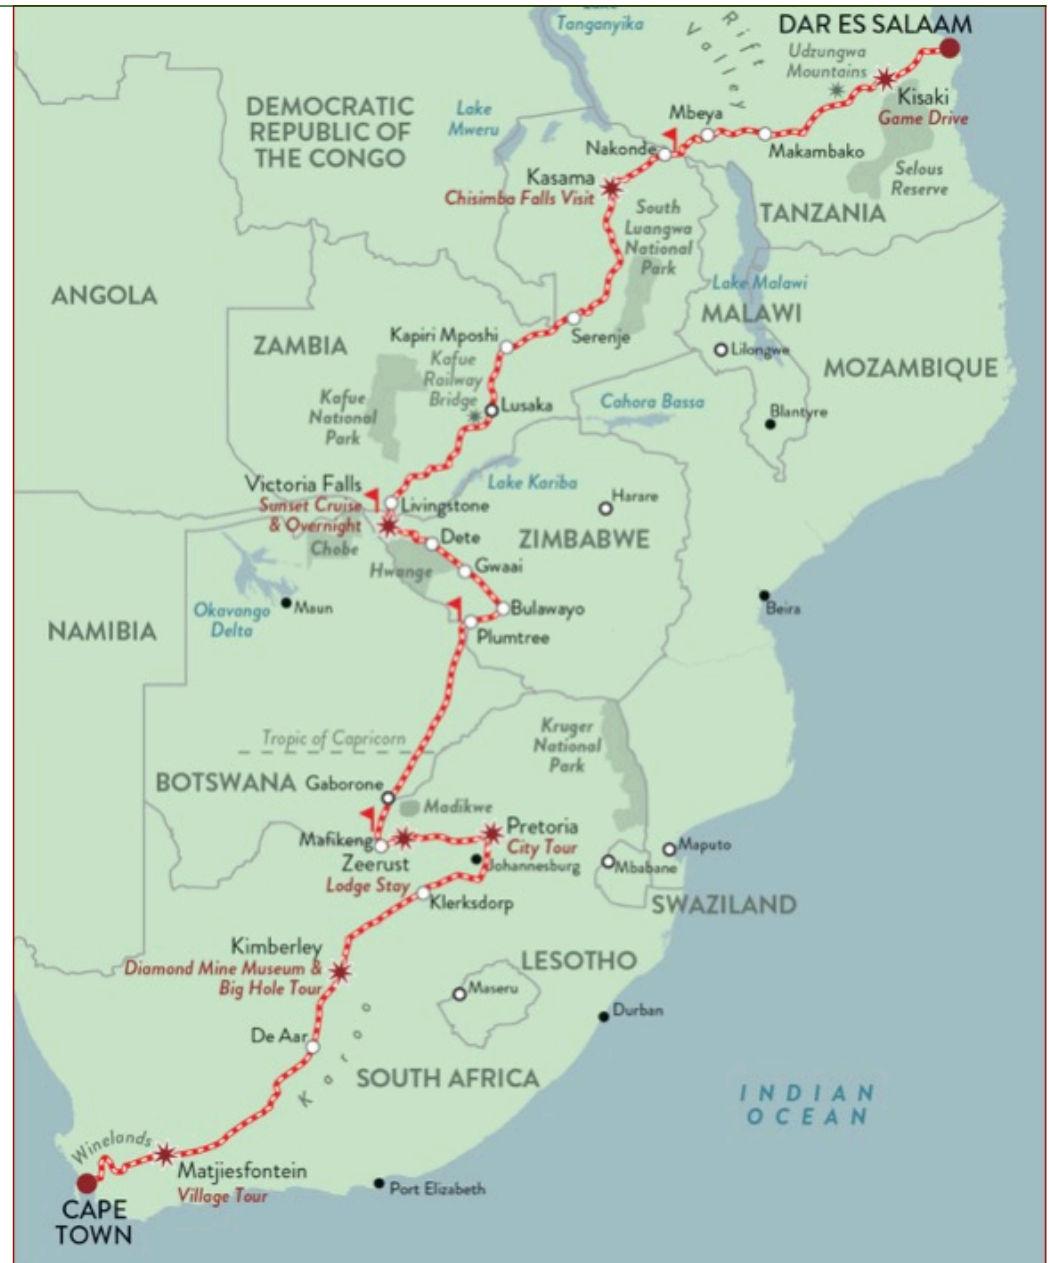 Lake
Tanganyika
Rift
Valley
DAR ES SALAAM
Udzungwa
Mountains
Kisaki
Game Drive
DEMOCRATIC
REPUBLIC OF
THE CONGO
Lake
Mweru
Mbeya
Nakonde
Makambako
Selous
Reserve
Kasama
Chisimba Falls Visit
South
Luangwa
National
Park
TANZANIA
ANGOLA
Lake Malawi
MALAWI
ZAMBIA
Kapiri Mposhi
Serenje
Lilongwe
Kafue
Railway
Bridge
MOZAMBIQUE
Kafue
National
Park
Lusaka
Cahora Bassa
Blantyre
Victoria Falls
Sunset Cruise
& Overnight
Livingstone
Lake Kariba
Harare
Chobe
Dete
ZIMBABWE
Hwange
Gwaai
Okavango
Delta
Maun
Bulawayo
Beira
NAMIBIA
Plumtree
Tropic of Capricorn
Kruger
National
Park
BOTSWANA
Gaborone
Madikwe
Mafikeng
Zeerust
Lodge Stay
Pretoria
City Tour
Johannesburg
Mbabane
Maputo
Klerksdorp
SWAZILAND
Kimberley
Diamond Mine Museum &
Big Hole Tour
LESOTHO
Maseru
Durban
De Aar
Karoo
SOUTH AFRICA
INDIAN
OCEAN
Winelands
Matjiesfontein
Village Tour
Port Elizabeth
CAPE
TOWN